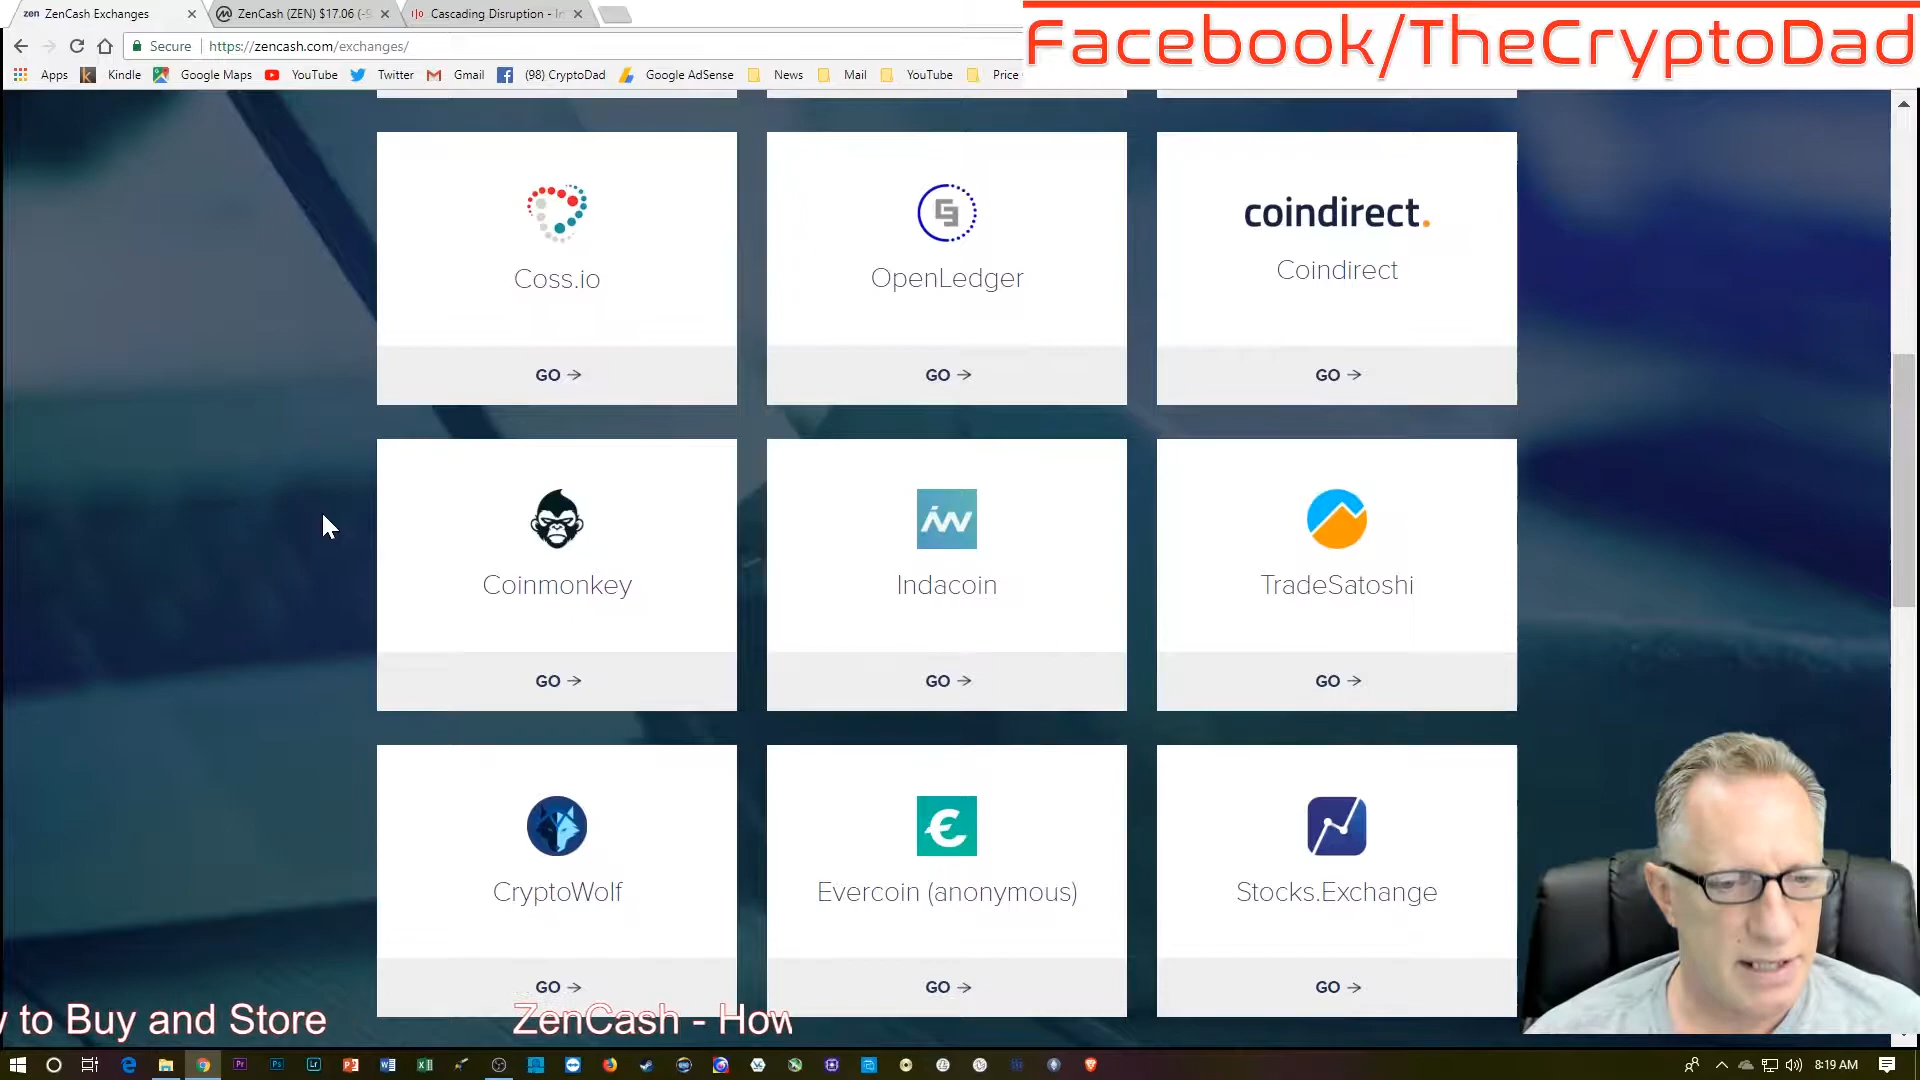 zen ZenCash Exchanges
ZenCash (ZEN) $17.06 (-9.
Cascading Disruption - In
Secure https://zencash.com/exchanges/
Facebook/TheCryptoDad
Apps Kindle Google Maps YouTube Twitter Gmail (98) CryptoDad Google AdSense News Mail YouTube Price
coindirect.
Coss.io OpenLedger Coindirect
GO → GO → GO →
Coinmonkey Indacoin TradeSatoshi
GO → GO → GO →
CryptoWolf Evercoin (anonymous) Stocks.Exchange
GO → GO → GO →
to Buy and Store ZenCash - How
8:19 AM